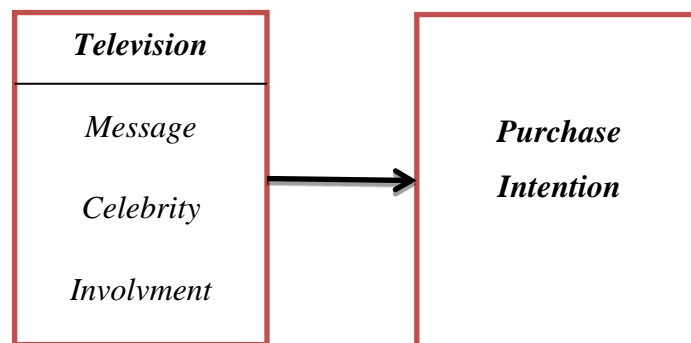 Television
Message
Celebrity
Involvment
Purchase
Intention